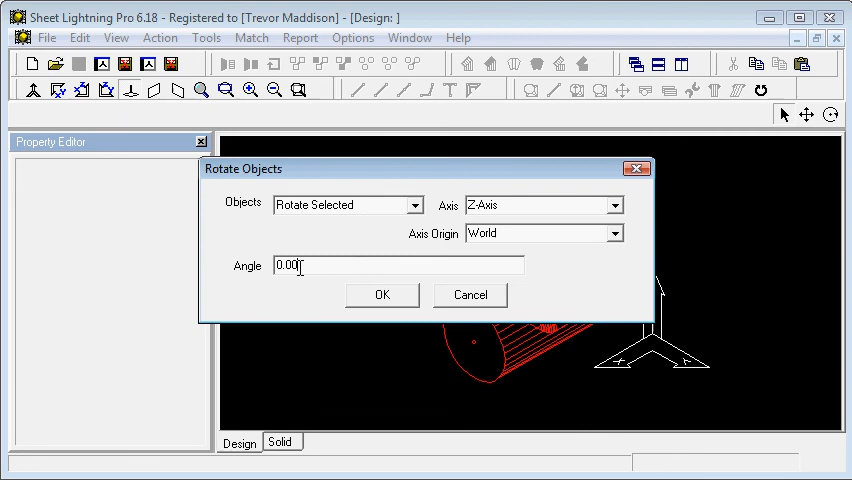 Sheet Lightning Pro 6.18 - Registered to [Trevor Maddison] - [Design: ]
File Edit View Action Tools Match Report Options Window Help
Property Editor
Rotate Objects
Objects Rotate Selected Axis Z-Axis
Axis Origin World
Angle 0.00
OK Cancel
Design Solid